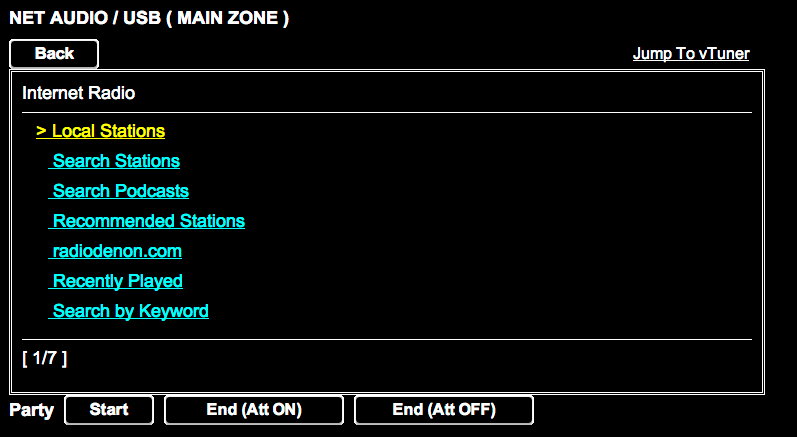 NET AUDIO / USB ( MAIN ZONE )
Back
Jump To vTuner
Internet Radio
> Local Stations
Search Stations
Search Podcasts
Recommended Stations
radiodenon.com
Recently Played
Search by Keyword
[ 1/7 ]
Party Start End (Att ON) End (Att OFF)